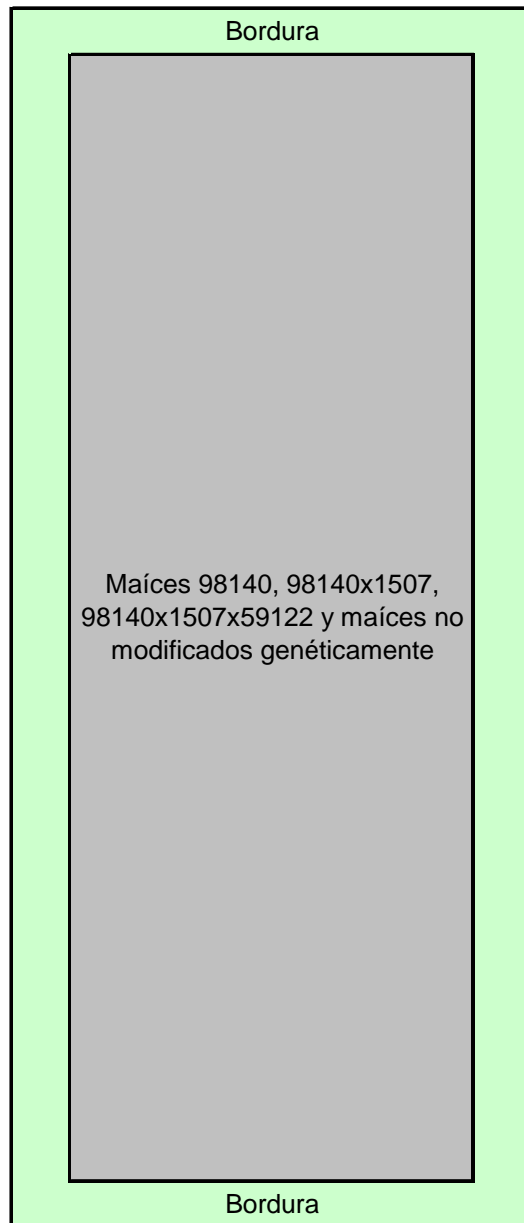 Bordura
Maíces 98140, 98140x1507,
98140x1507x59122 y maíces no
modificados genéticamente
Bordura